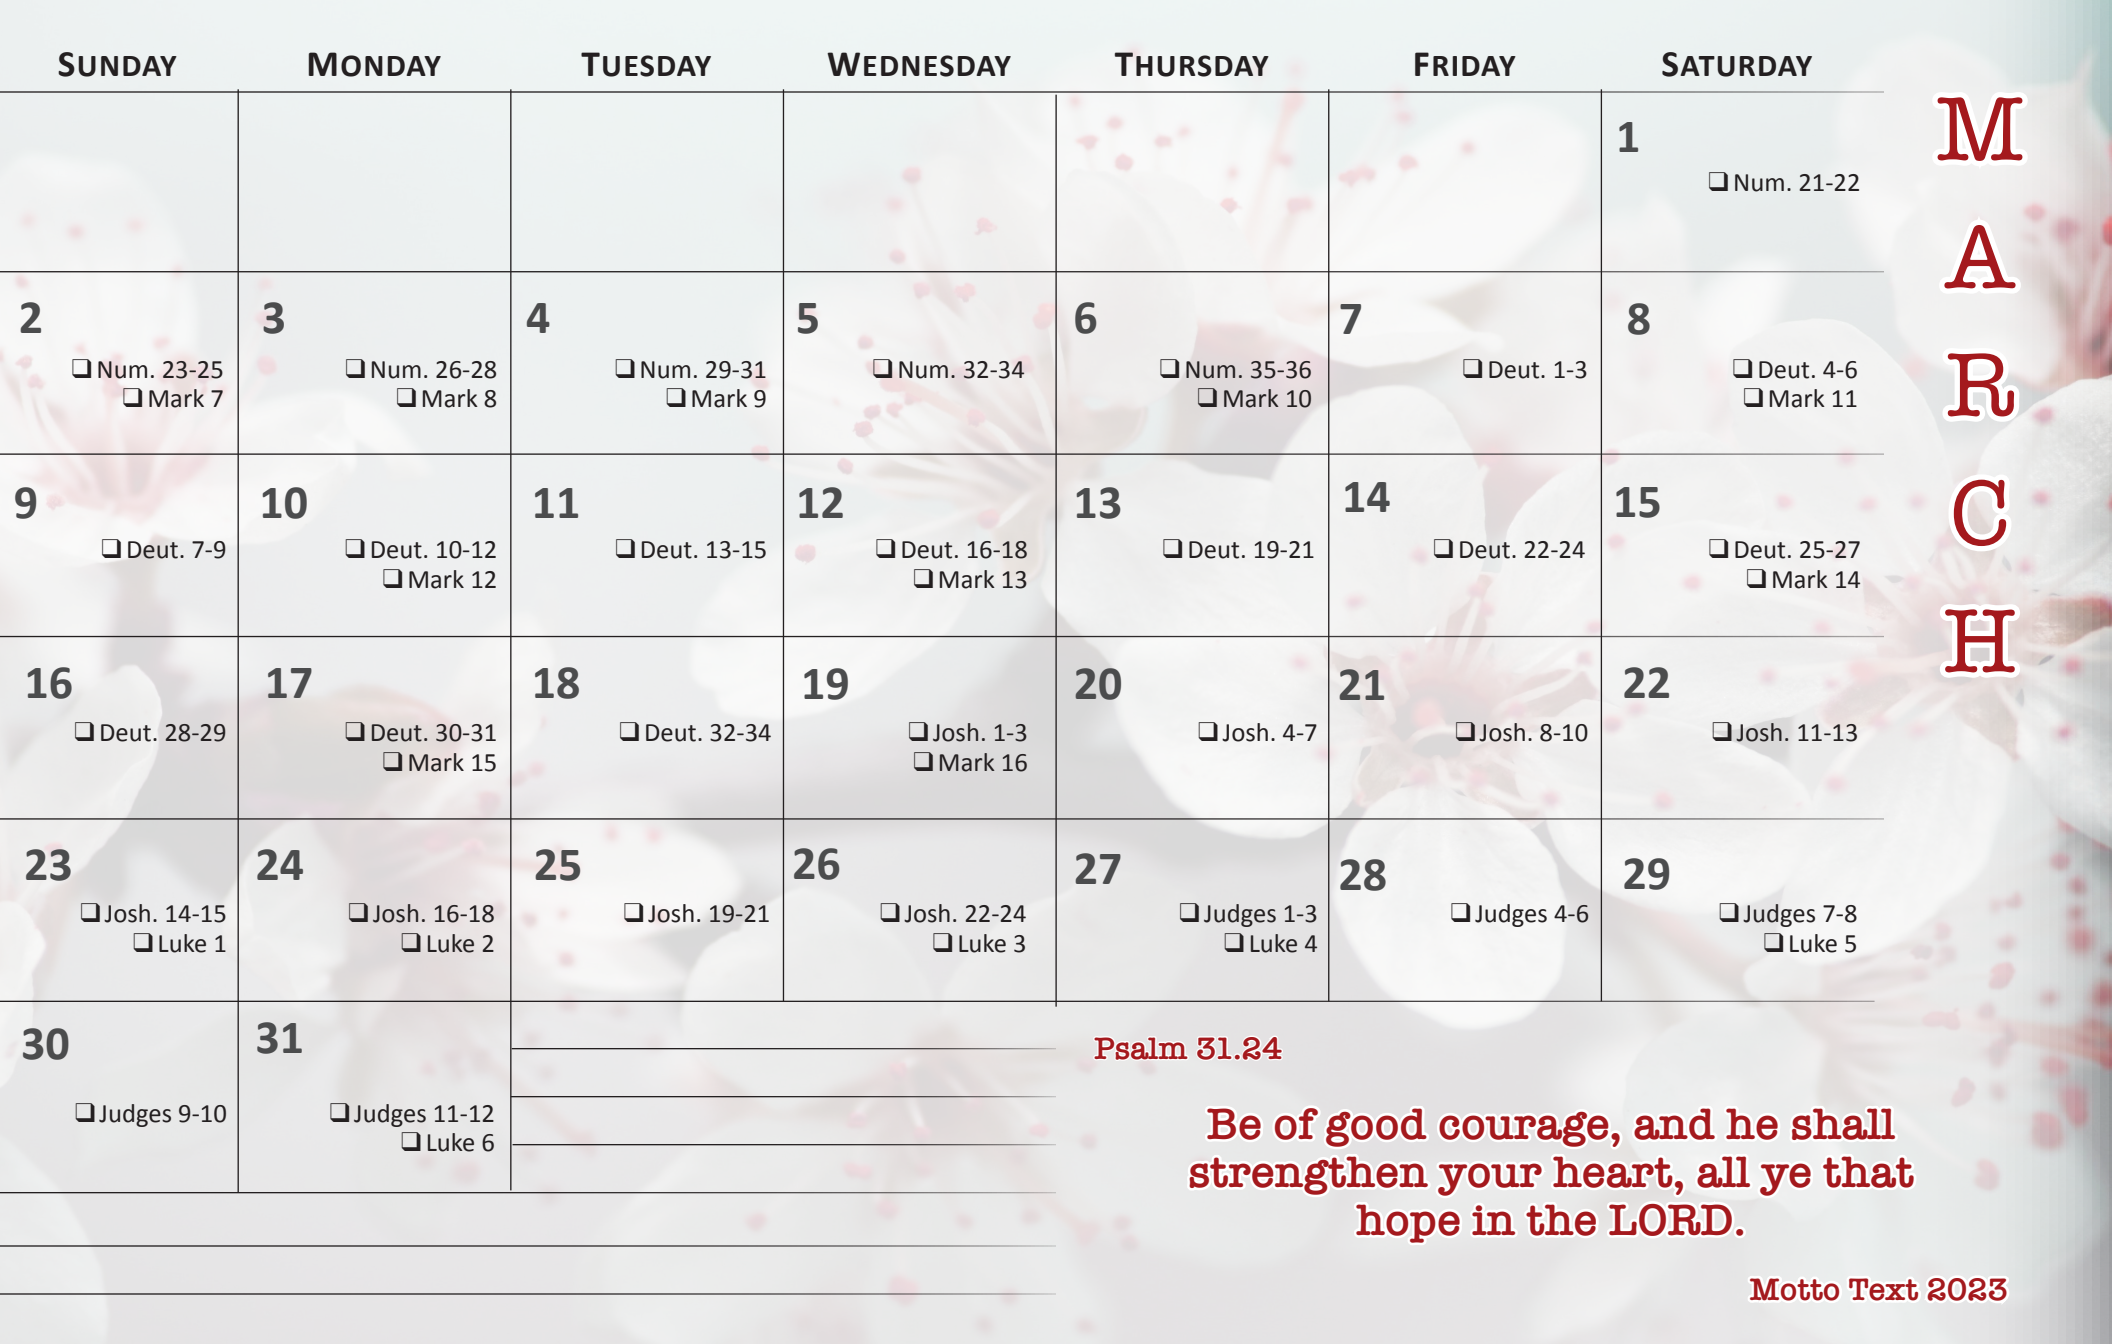 SUNDAY MONDAY TUESDAY WEDNESDAY THURSDAY FRIDAY SATURDAY
MARCH
1
❑ Num. 21-22
2
❑ Num. 23-25
❑ Mark 7
3
❑ Num. 26-28
❑ Mark 8
4
❑ Num. 29-31
❑ Mark 9
5
❑ Num. 32-34
6
❑ Num. 35-36
❑ Mark 10
7
❑ Deut. 1-3
8
❑ Deut. 4-6
❑ Mark 11
9
❑ Deut. 7-9
10
❑ Deut. 10-12
❑ Mark 12
11
❑ Deut. 13-15
12
❑ Deut. 16-18
❑ Mark 13
13
❑ Deut. 19-21
14
❑ Deut. 22-24
15
❑ Deut. 25-27
❑ Mark 14
16
❑ Deut. 28-29
17
❑ Deut. 30-31
❑ Mark 15
18
❑ Deut. 32-34
19
❑ Josh. 1-3
❑ Mark 16
20
❑ Josh. 4-7
21
❑ Josh. 8-10
22
❑ Josh. 11-13
23
❑ Josh. 14-15
❑ Luke 1
24
❑ Josh. 16-18
❑ Luke 2
25
❑ Josh. 19-21
26
❑ Josh. 22-24
❑ Luke 3
27
❑ Judges 1-3
❑ Luke 4
28
❑ Judges 4-6
29
❑ Judges 7-8
❑ Luke 5
30
❑ Judges 9-10
31
❑ Judges 11-12
❑ Luke 6
Psalm 31.24
Be of good courage, and he shall
strengthen your heart, all ye that
hope in the LORD.
Motto Text 2023